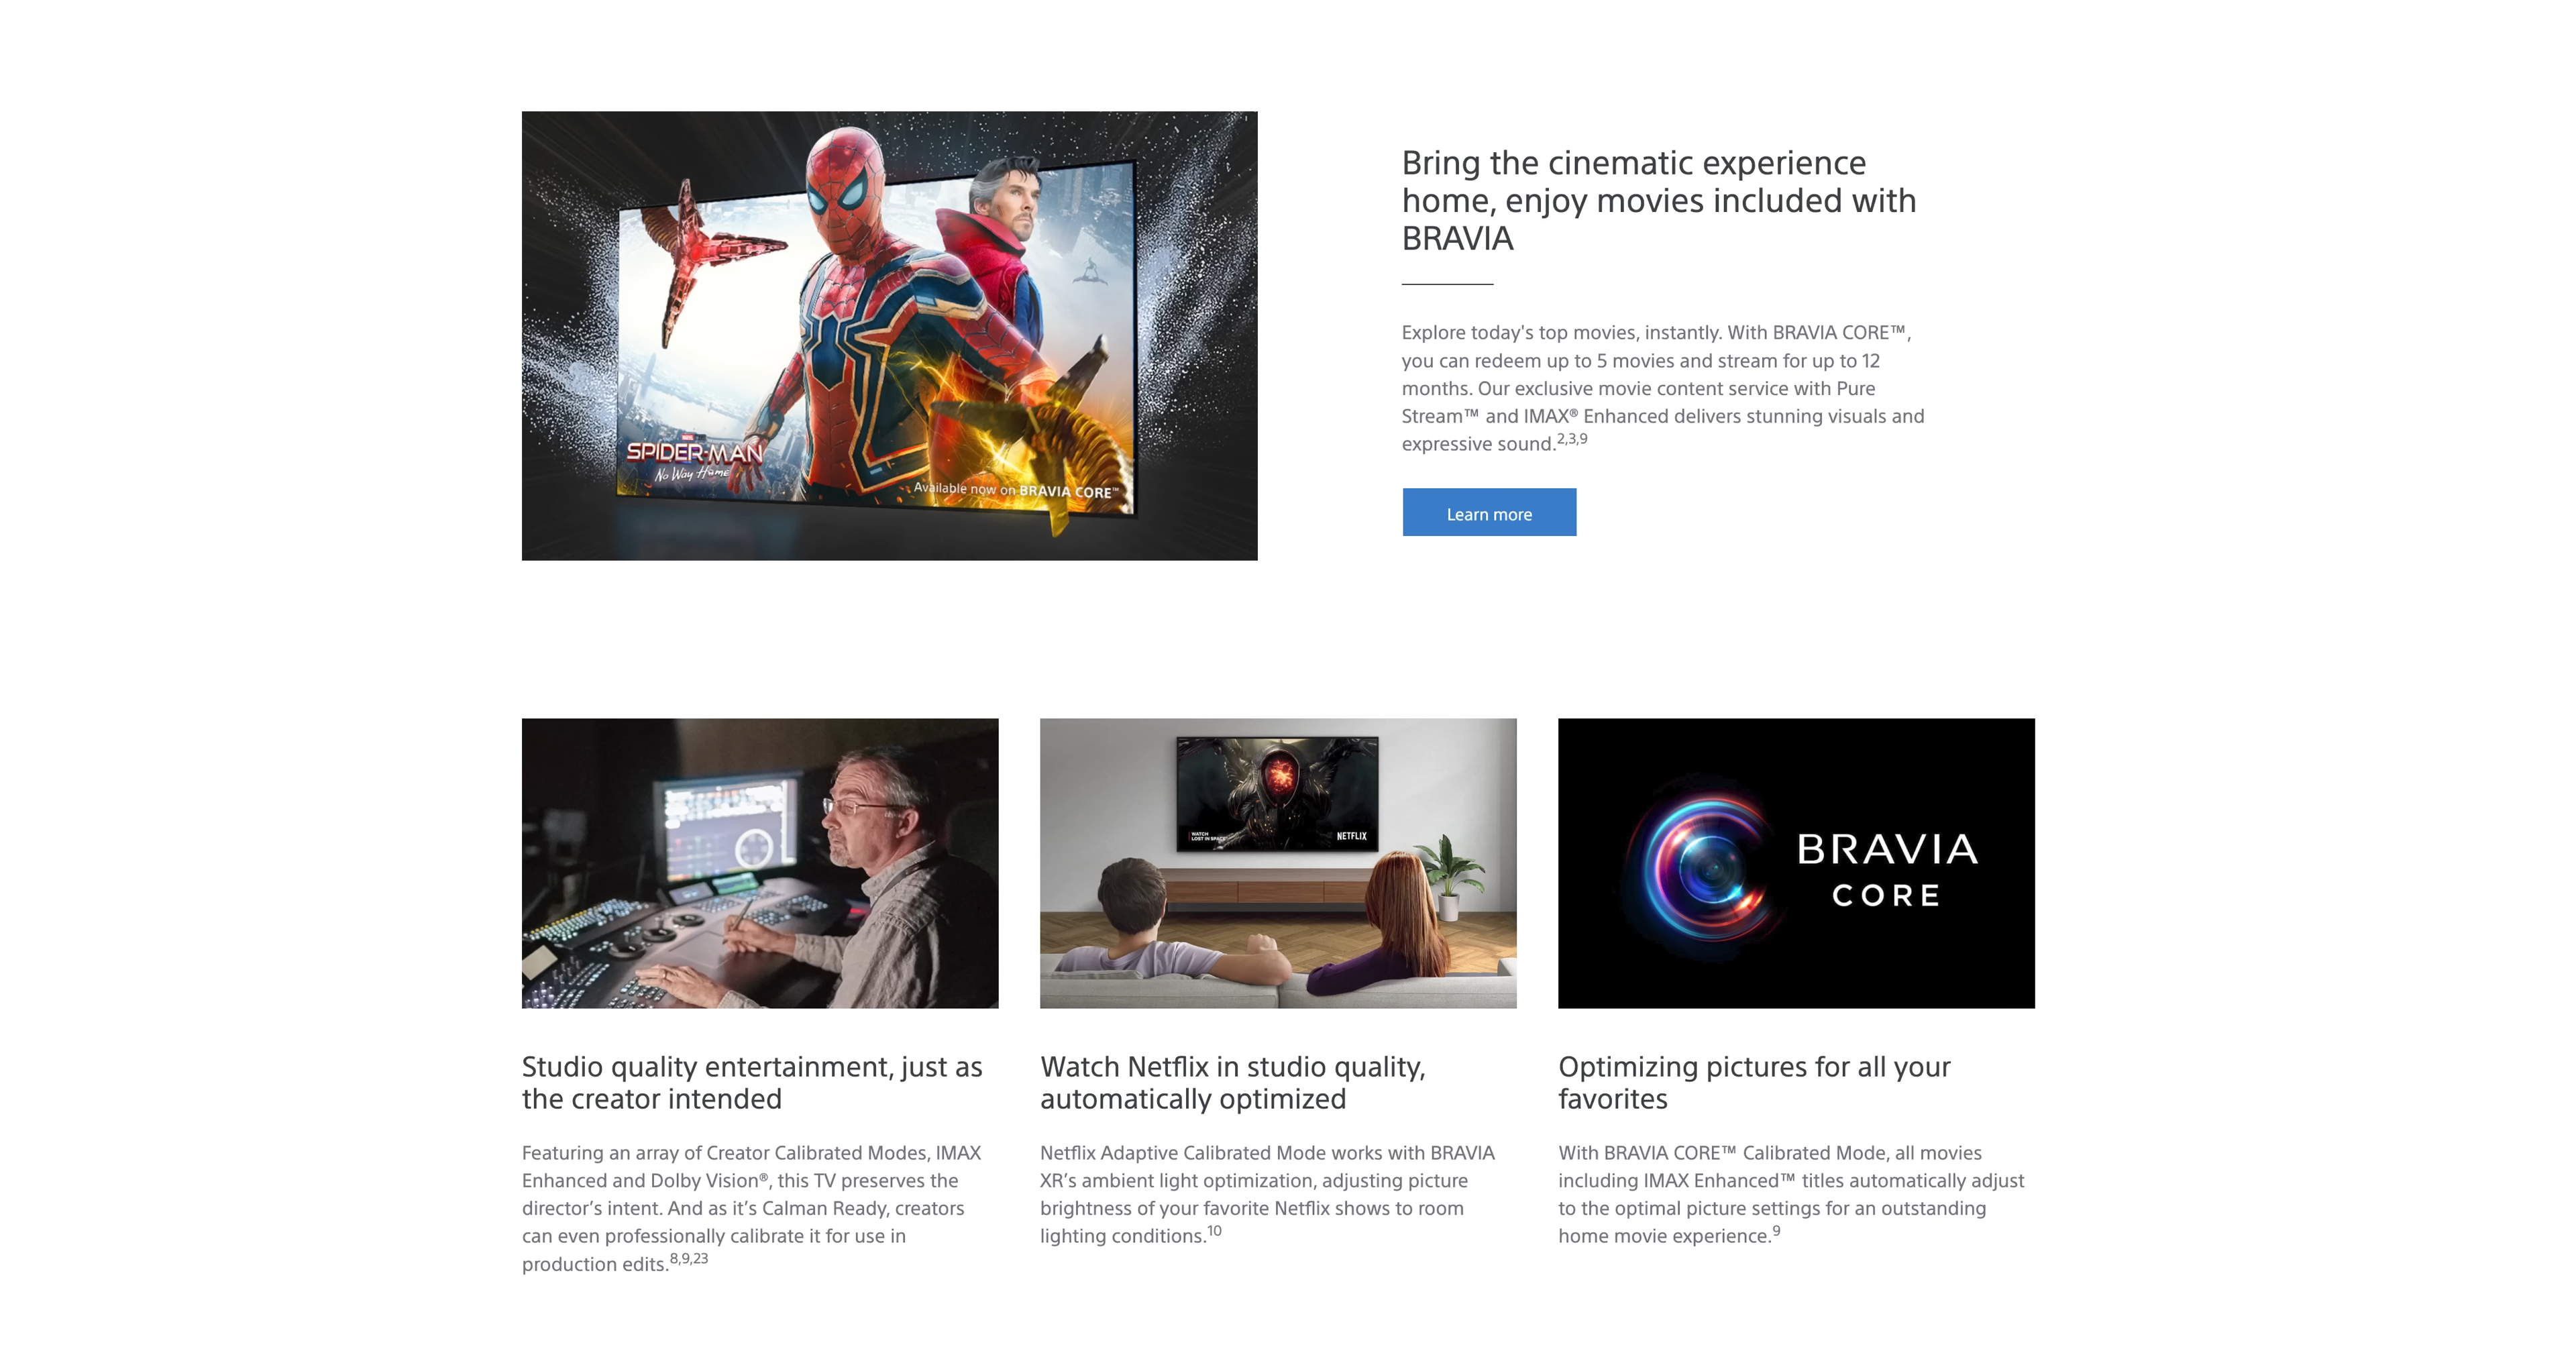 MARVEL
SPIDER-MAN
No Way Home
Available now on BRAVIA CORE™
Bring the cinematic experience
home, enjoy movies included with
BRAVIA
Explore today's top movies, instantly. With BRAVIA CORE™,
you can redeem up to 5 movies and stream for up to 12
months. Our exclusive movie content service with Pure
Stream™ and IMAX® Enhanced delivers stunning visuals and
expressive sound.2,3,9
Learn more
Studio quality entertainment, just as
the creator intended
Featuring an array of Creator Calibrated Modes, IMAX
Enhanced and Dolby Vision®, this TV preserves the
director’s intent. And as it’s Calman Ready, creators
can even professionally calibrate it for use in
production edits.8,9,23
WATCH
LOST IN SPACE
NETFLIX
Watch Netflix in studio quality,
automatically optimized
Netflix Adaptive Calibrated Mode works with BRAVIA
XR’s ambient light optimization, adjusting picture
brightness of your favorite Netflix shows to room
lighting conditions.10
BRAVIA
CORE
Optimizing pictures for all your
favorites
With BRAVIA CORE™ Calibrated Mode, all movies
including IMAX Enhanced™ titles automatically adjust
to the optimal picture settings for an outstanding
home movie experience.9